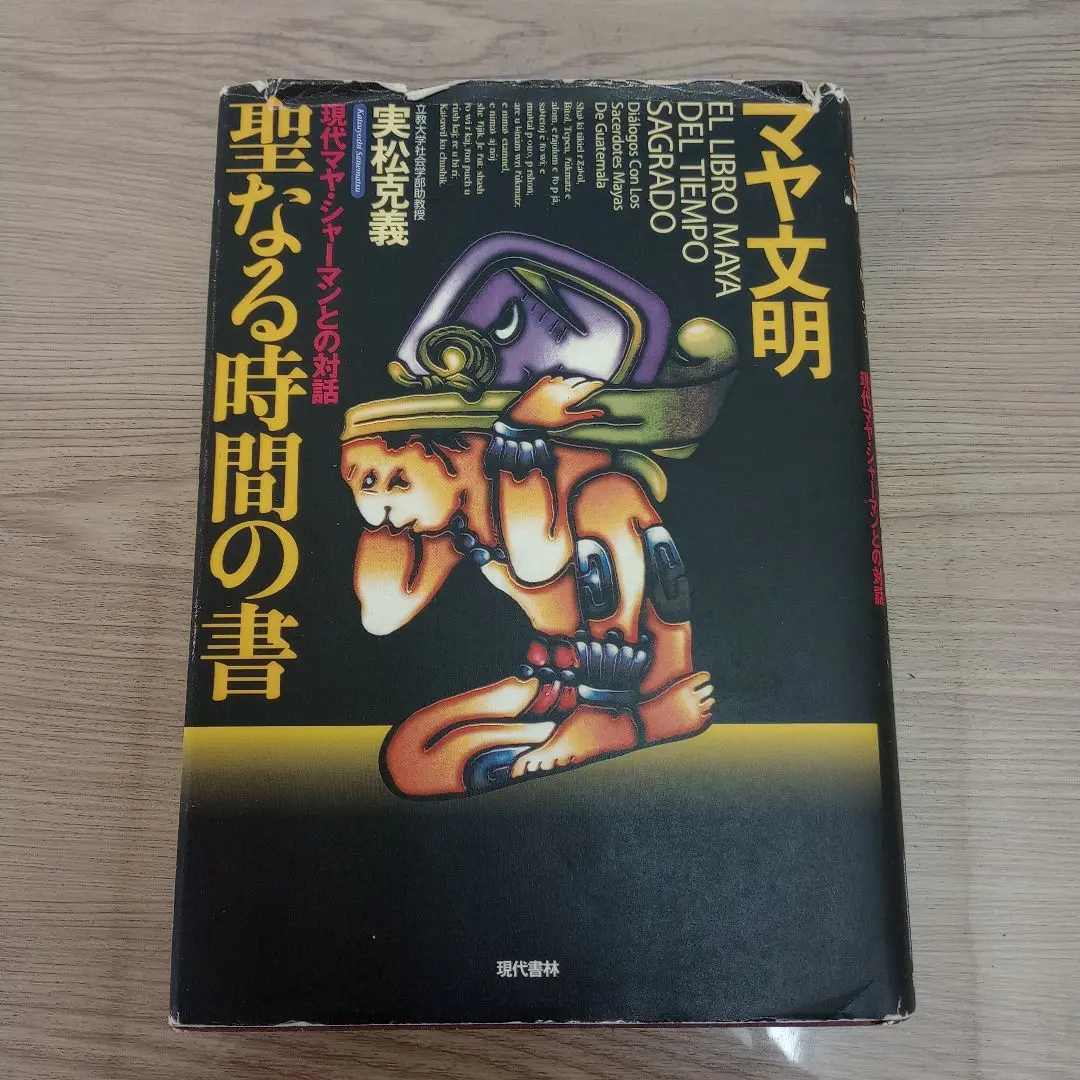 マヤ文明
EL LIBRO MAYA
DEL TIEMPO
SAGRADO
Diálogos Con Los
Sacerdotes Mayas
De Guatemala
実松克義
Katsuyoshi Sanematsu
立教大学社会学部助教授
現代マヤ・シャーマンとの対話
聖なる時間の書
現代書林
現代マヤ・シャーマンとの対話